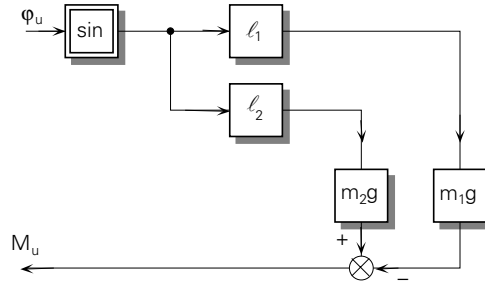 φᵤ
sin
ℓ₁
ℓ₂
m₂g
m₁g
+
Mᵤ
−